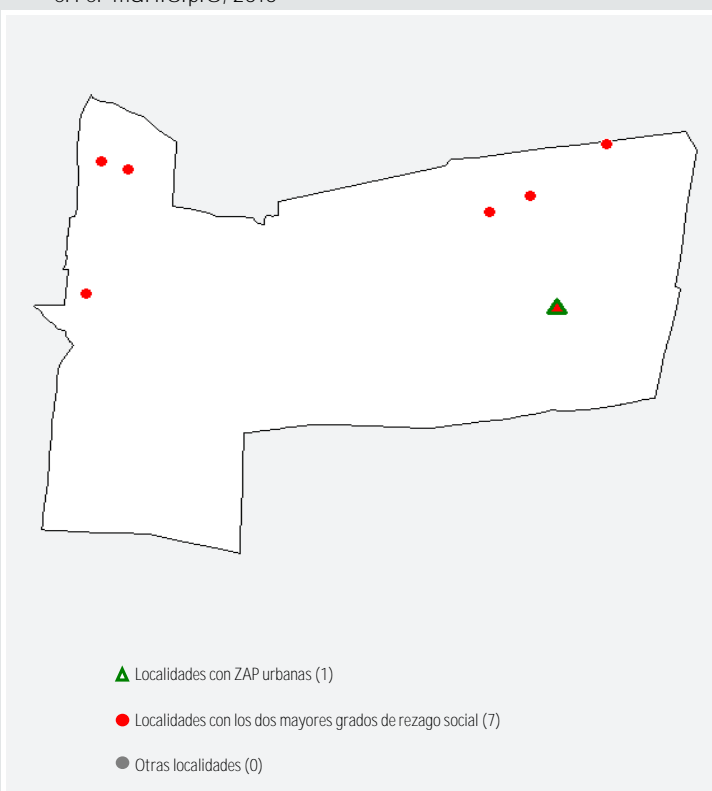 Localidades con ZAP urbanas (1)
Localidades con los dos mayores grados de rezago social (7)
Otras localidades (0)